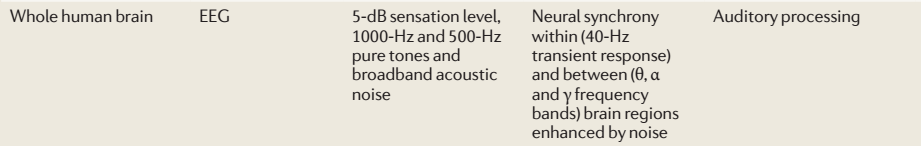 Whole human brain
EEG
5-dB sensation level,
1000-Hz and 500-Hz
pure tones and
broadband acoustic
noise
Neural synchrony
within (40-Hz
transient response)
and between (θ, α
and γ frequency
bands) brain regions
enhanced by noise
Auditory processing